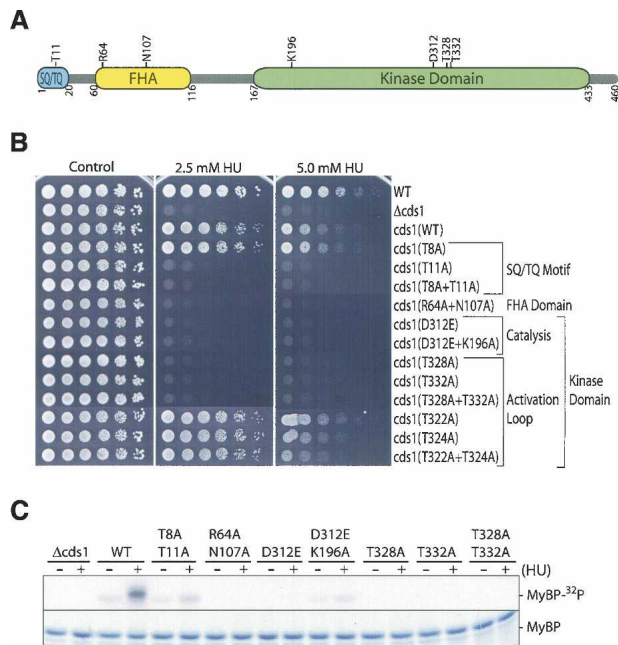 A
T11
R64
N107
K196
D312
T328
T332
SQ/TQ
FHA
Kinase Domain
1
20
60
116
167
433
460
B
Control
2.5 mM HU
5.0 mM HU
WT
Δcds1
cds1(WT)
cds1(T8A)
cds1(T11A)
SQ/TQ Motif
cds1(T8A+T11A)
cds1(R64A+N107A) FHA Domain
cds1(D312E)
Catalysis
cds1(D312E+K196A)
cds1(T328A)
cds1(T332A)
Kinase
Domain
cds1(T328A+T332A)
Activation
Loop
cds1(T322A)
cds1(T324A)
cds1(T322A+T324A)
C
Δcds1
WT
T8A
T11A
R64A
N107A
D312E
D312E
K196A
T328A
T332A
T328A
T332A
- + - + - + - + - + - + - + - + - + (HU)
MyBP-³²P
MyBP